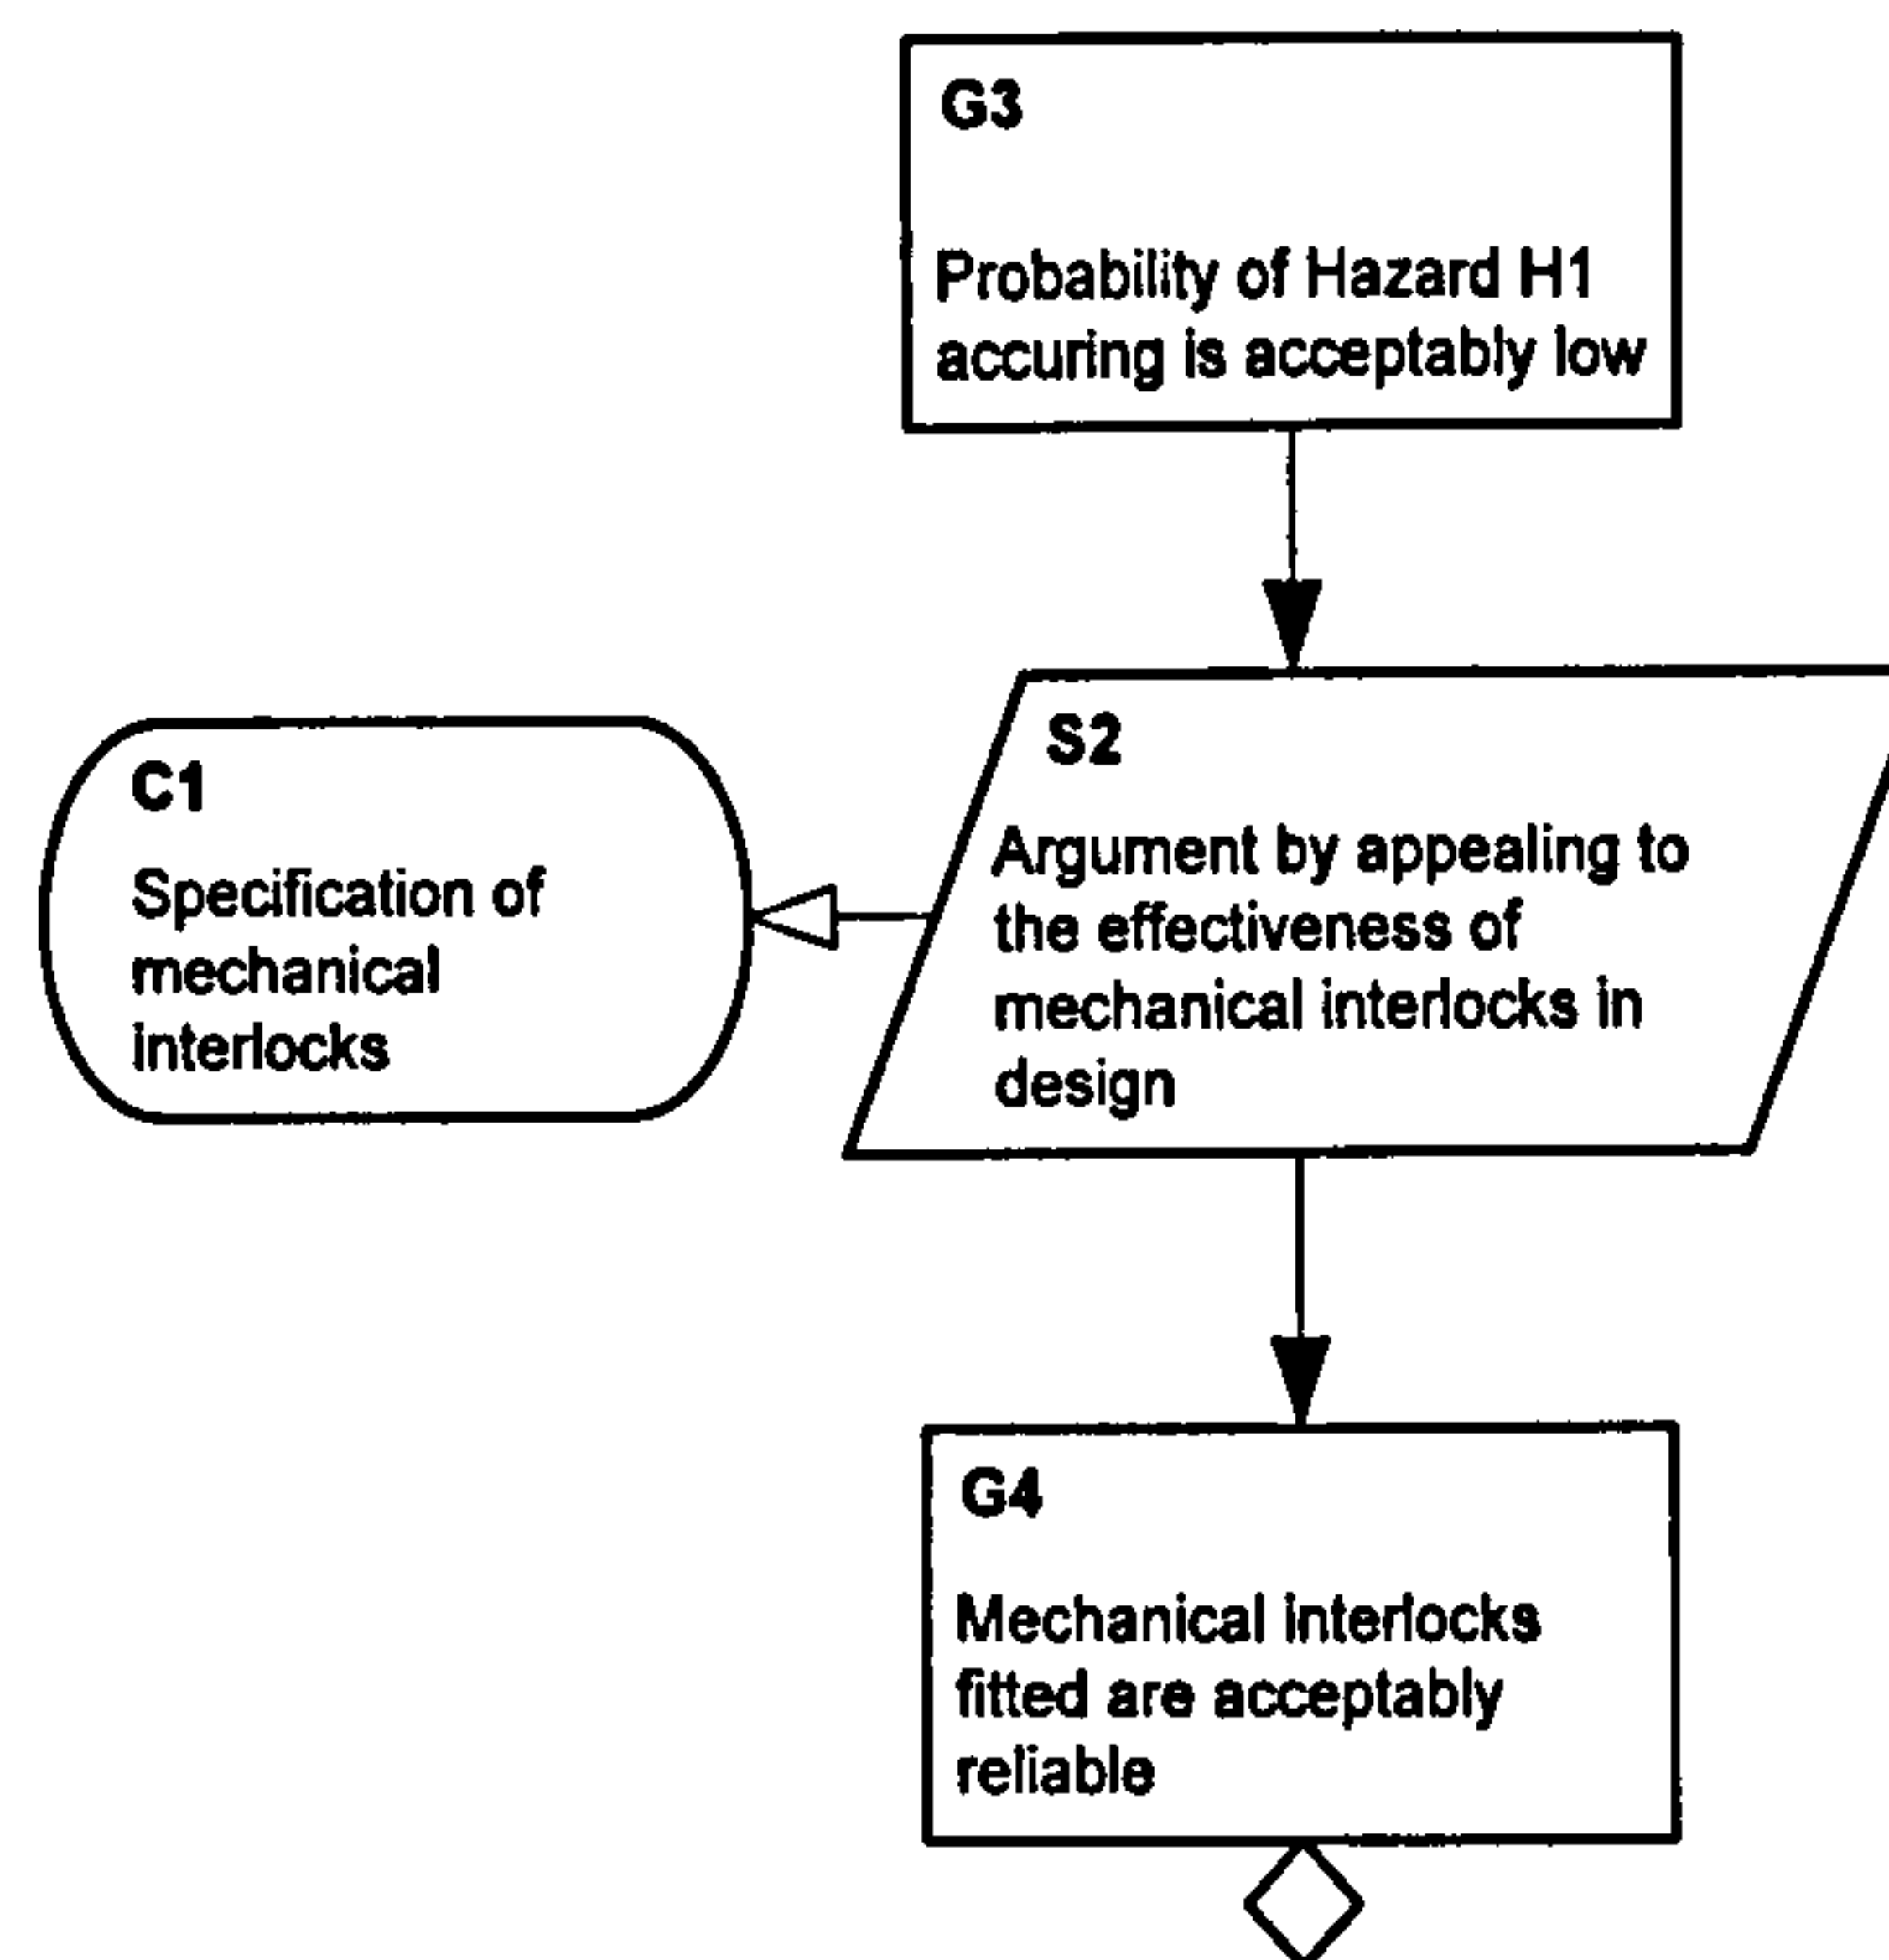 G3
Probability of Hazard H1
accuring is acceptably low
S2
Argument by appealing to
the effectiveness of
mechanical interlocks in
design
C1
Specification of
mechanical
interlocks
G4
Mechanical interlocks
fitted are acceptably
reliable